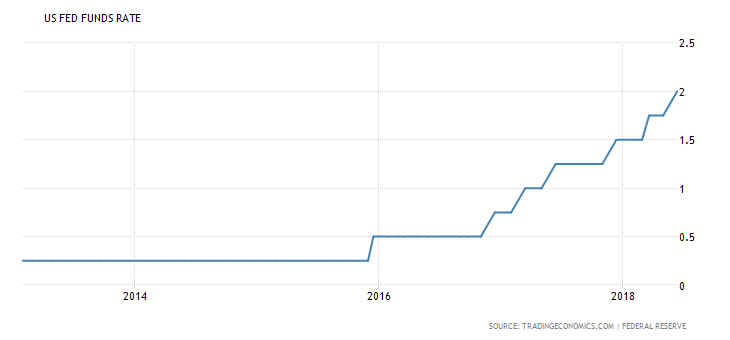 US FED FUNDS RATE
2.5
2
1.5
1
0.5
0
2014 2016 2018
SOURCE: TRADINGECONOMICS.COM | FEDERAL RESERVE